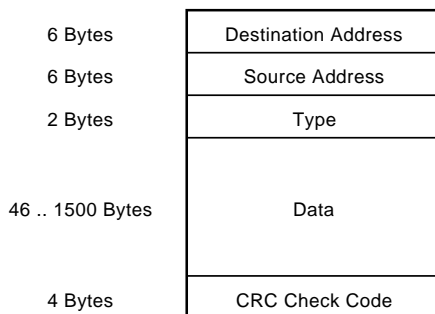 6 Bytes Destination Address
6 Bytes Source Address
2 Bytes Type
46 .. 1500 Bytes Data
4 Bytes CRC Check Code